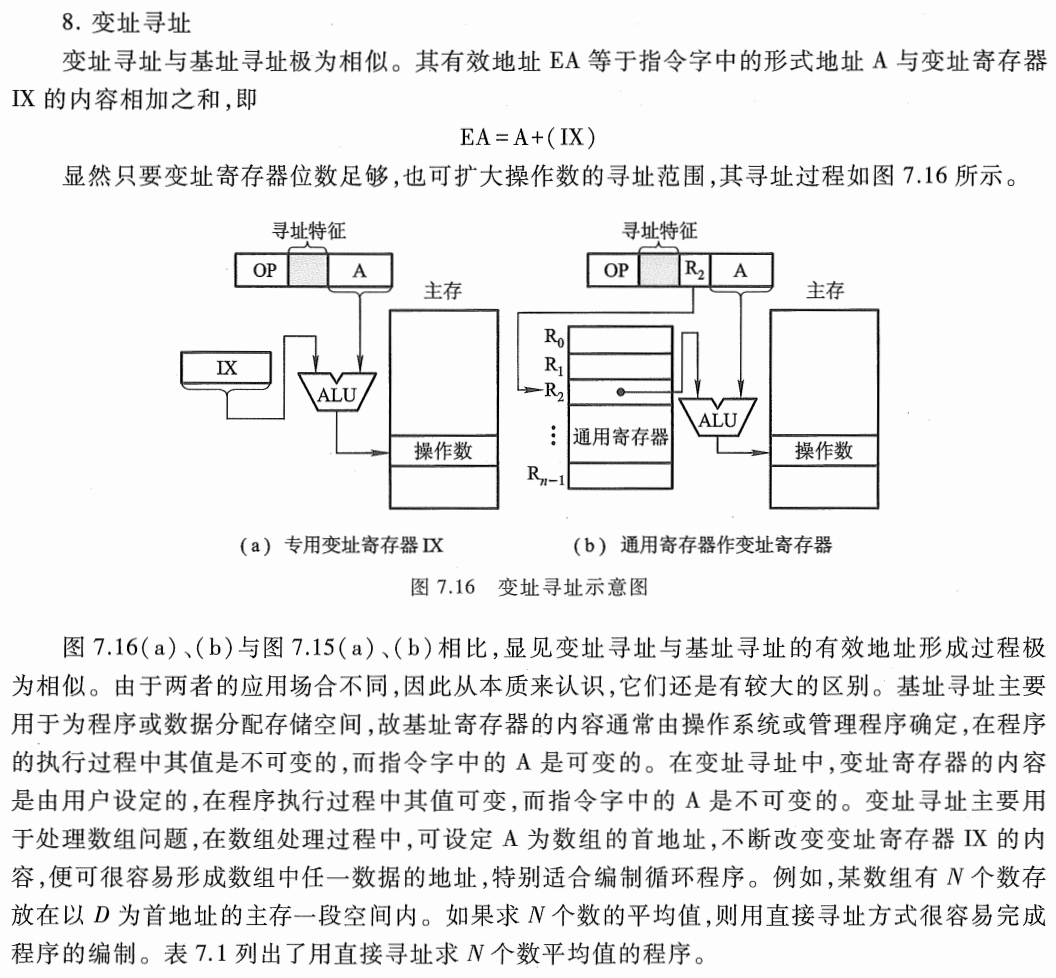 8. 变址寻址
变址寻址与基址寻址极为相似。其有效地址 EA 等于指令字中的形式地址 A 与变址寄存器
IX 的内容相加之和,即
EA=A+(IX)
显然只要变址寄存器位数足够,也可扩大操作数的寻址范围,其寻址过程如图 7.16 所示。
寻址特征
OP A
主存
IX
ALU
操作数
(a) 专用变址寄存器 IX
寻址特征
OP R₂ A
主存
R₀
R₁
R₂
ALU
⋮ 通用寄存器
操作数
Rₙ₋₁
(b) 通用寄存器作变址寄存器
图 7.16 变址寻址示意图
图 7.16(a)、(b)与图 7.15(a)、(b)相比,显见变址寻址与基址寻址的有效地址形成过程极
为相似。由于两者的应用场合不同,因此从本质来认识,它们还是有较大的区别。基址寻址主要
用于为程序或数据分配存储空间,故基址寄存器的内容通常由操作系统或管理程序确定,在程序
的执行过程中其值是不可变的,而指令字中的 A 是可变的。在变址寻址中,变址寄存器的内容
是由用户设定的,在程序执行过程中其值可变,而指令字中的 A 是不可变的。变址寻址主要用
于处理数组问题,在数组处理过程中,可设定 A 为数组的首地址,不断改变变址寄存器 IX 的内
容,便可很容易形成数组中任一数据的地址,特别适合编制循环程序。例如,某数组有 N 个数存
放在以 D 为首地址的主存一段空间内。如果求 N 个数的平均值,则用直接寻址方式很容易完成
程序的编制。表 7.1 列出了用直接寻址求 N 个数平均值的程序。